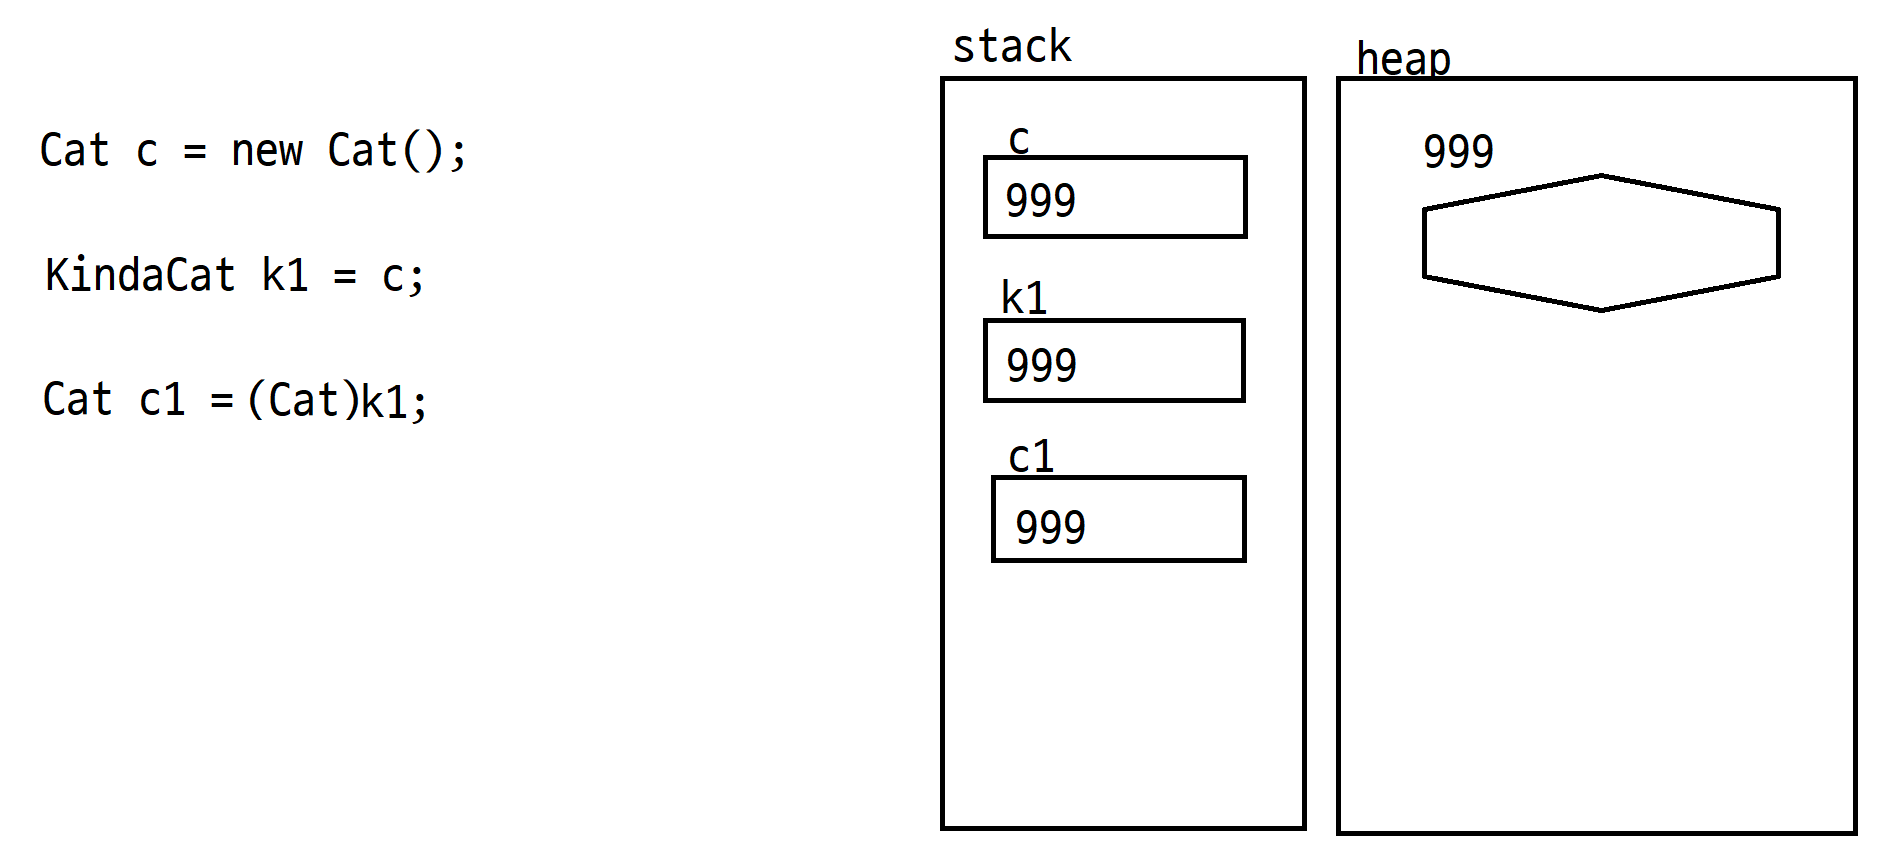 Cat c = new Cat();
KindaCat k1 = c;
Cat c1 =(Cat)k1;
stack
c
999
k1
999
c1
999
heap
999